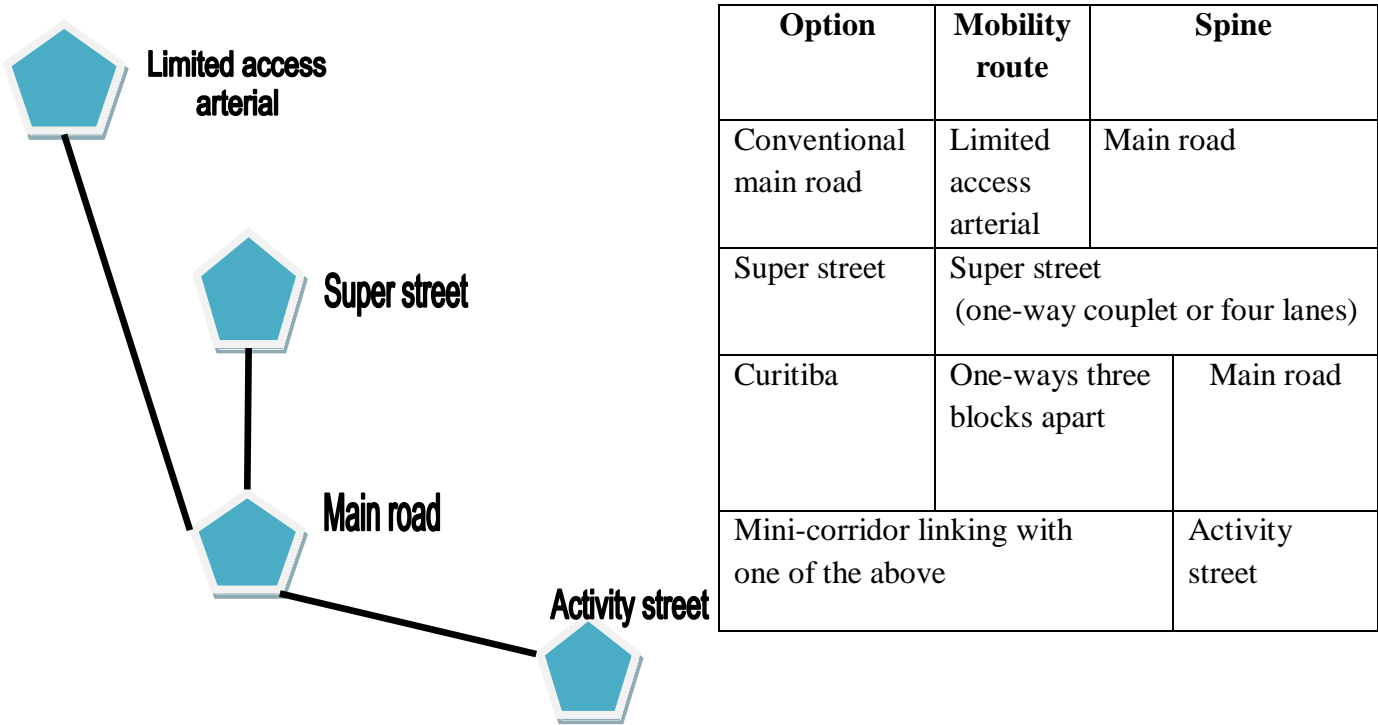 Limited access
arterial
Super street
Main road
Activity street
Option
Mobility
route
Spine
Conventional
main road
Limited
access
arterial
Main road
Super street
Super street
(one-way couplet or four lanes)
Curitiba
One-ways three
blocks apart
Main road
Mini-corridor linking with
one of the above
Activity
street